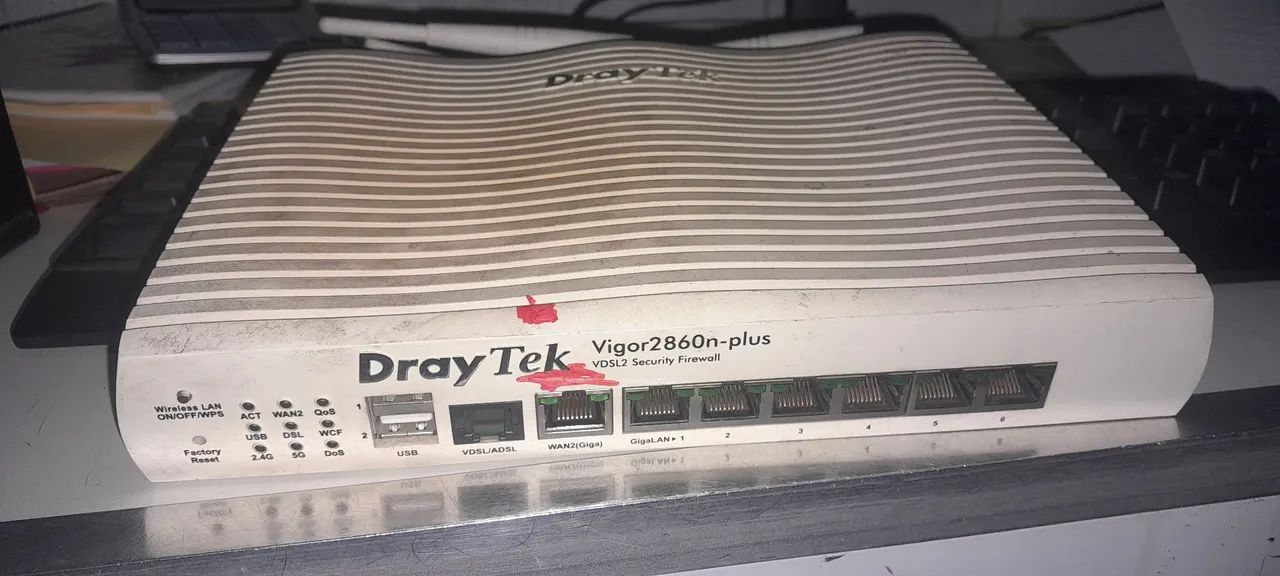 DrayTek
DrayTek
Vigor2860n-plus
VDSL2 Security Firewall
Wireless LAN
ON/OFF/WPS
Factory
Reset
ACT WAN2 QoS
USB DSL WCF
2.4G 5G DoS
1
2
USB
VDSL/ADSL
WAN2(Giga)
GigaLAN ▸ 1 2 3 4 5 6